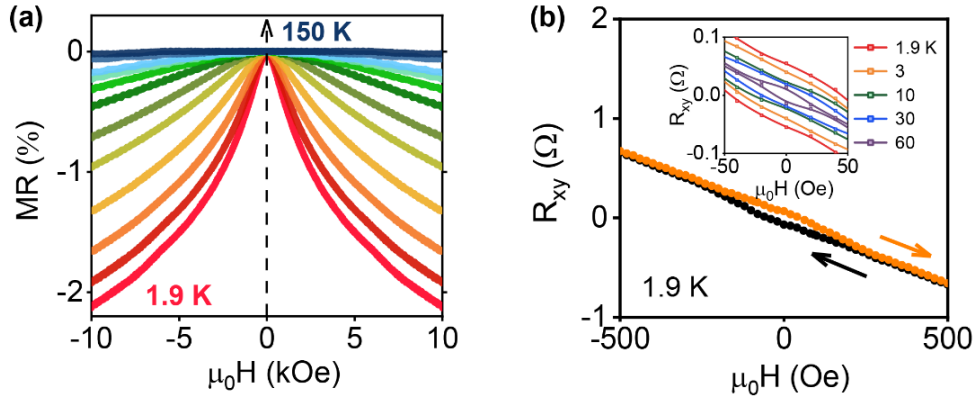 (a)
150 K
0
-1
-2
MR (%)
1.9 K
-10
-5
0
5
10
μ₀H (kOe)
(b)
2
1
0
-1
R_xy (Ω)
0.1
0.0
-0.1
R_xy (Ω)
-50
0
50
μ₀H (Oe)
1.9 K
3
10
30
60
1.9 K
-500
0
500
μ₀H (Oe)